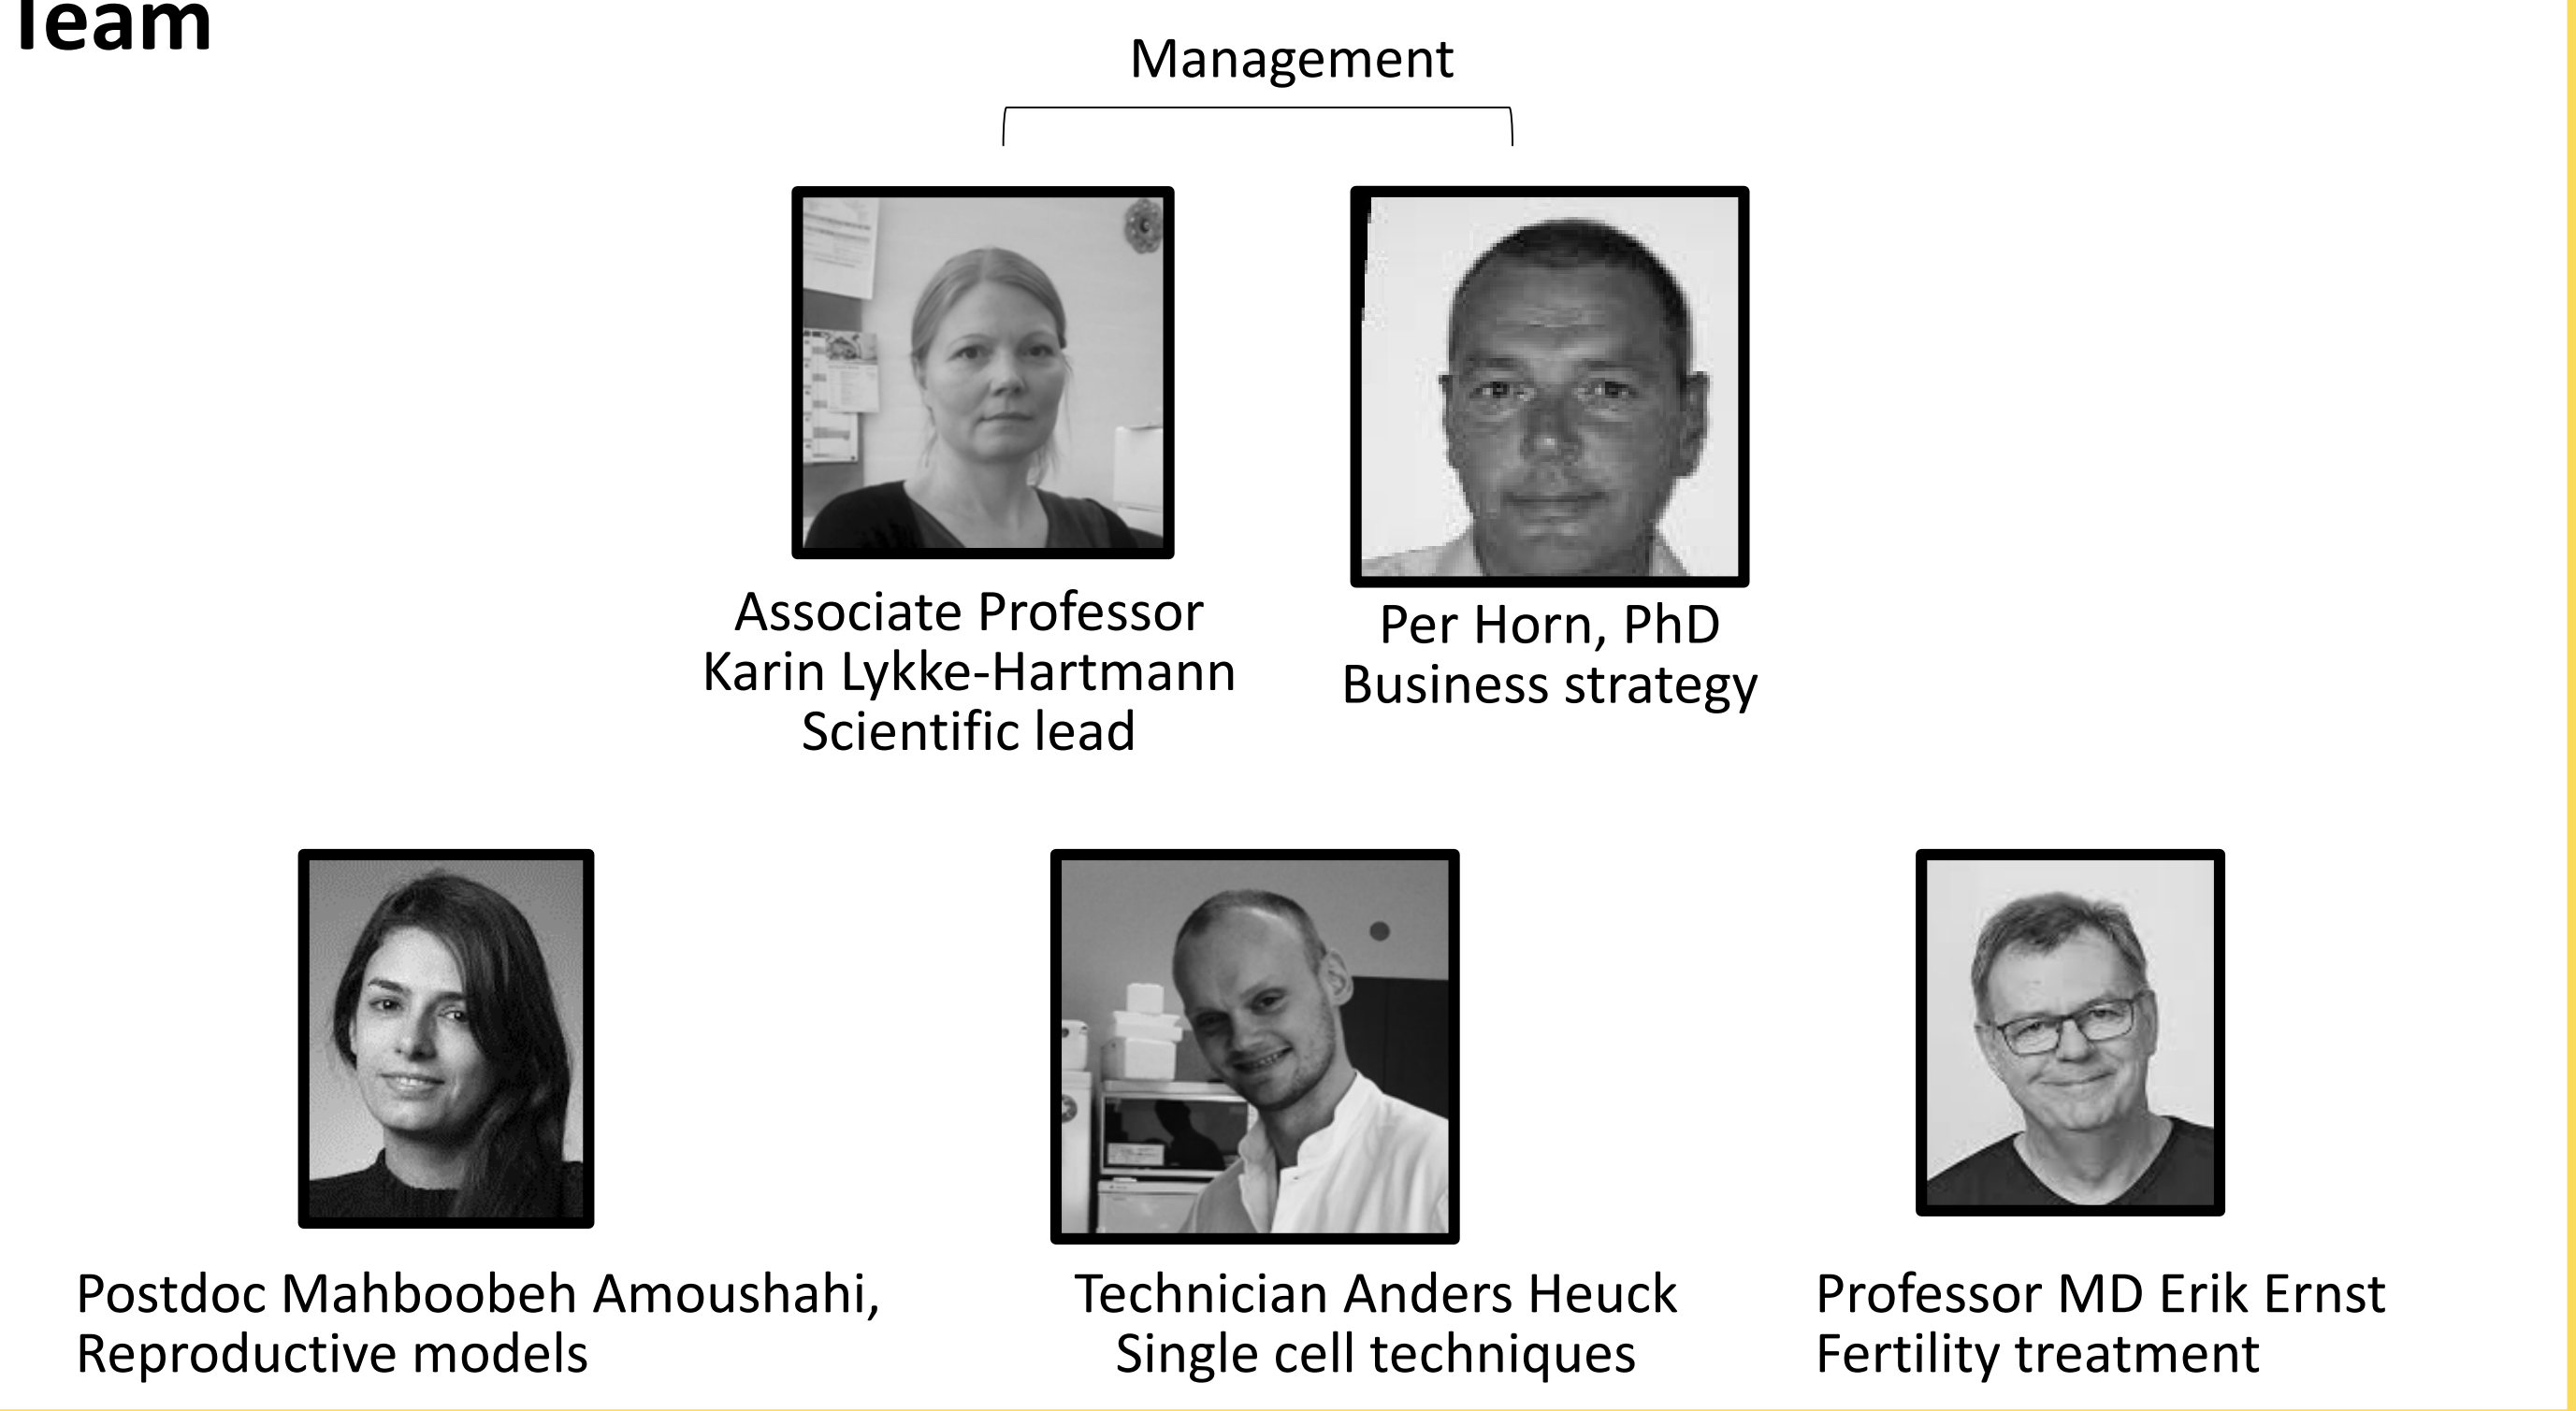 Team
Management
Associate Professor
Karin Lykke-Hartmann
Scientific lead
Per Horn, PhD
Business strategy
Postdoc Mahboobeh Amoushahi,
Reproductive models
Technician Anders Heuck
Single cell techniques
Professor MD Erik Ernst
Fertility treatment